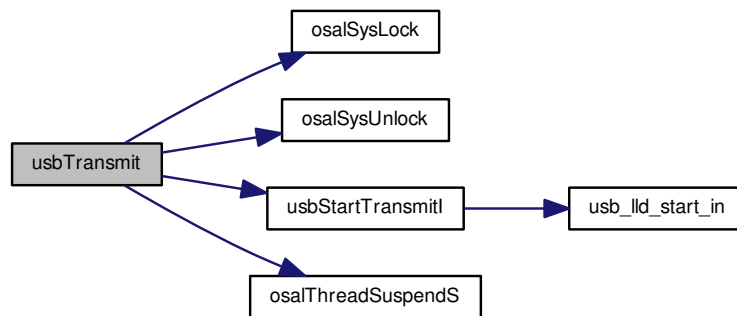 osalSysLock
osalSysUnlock
usbTransmit
usbStartTransmitI
usb_lld_start_in
osalThreadSuspendS